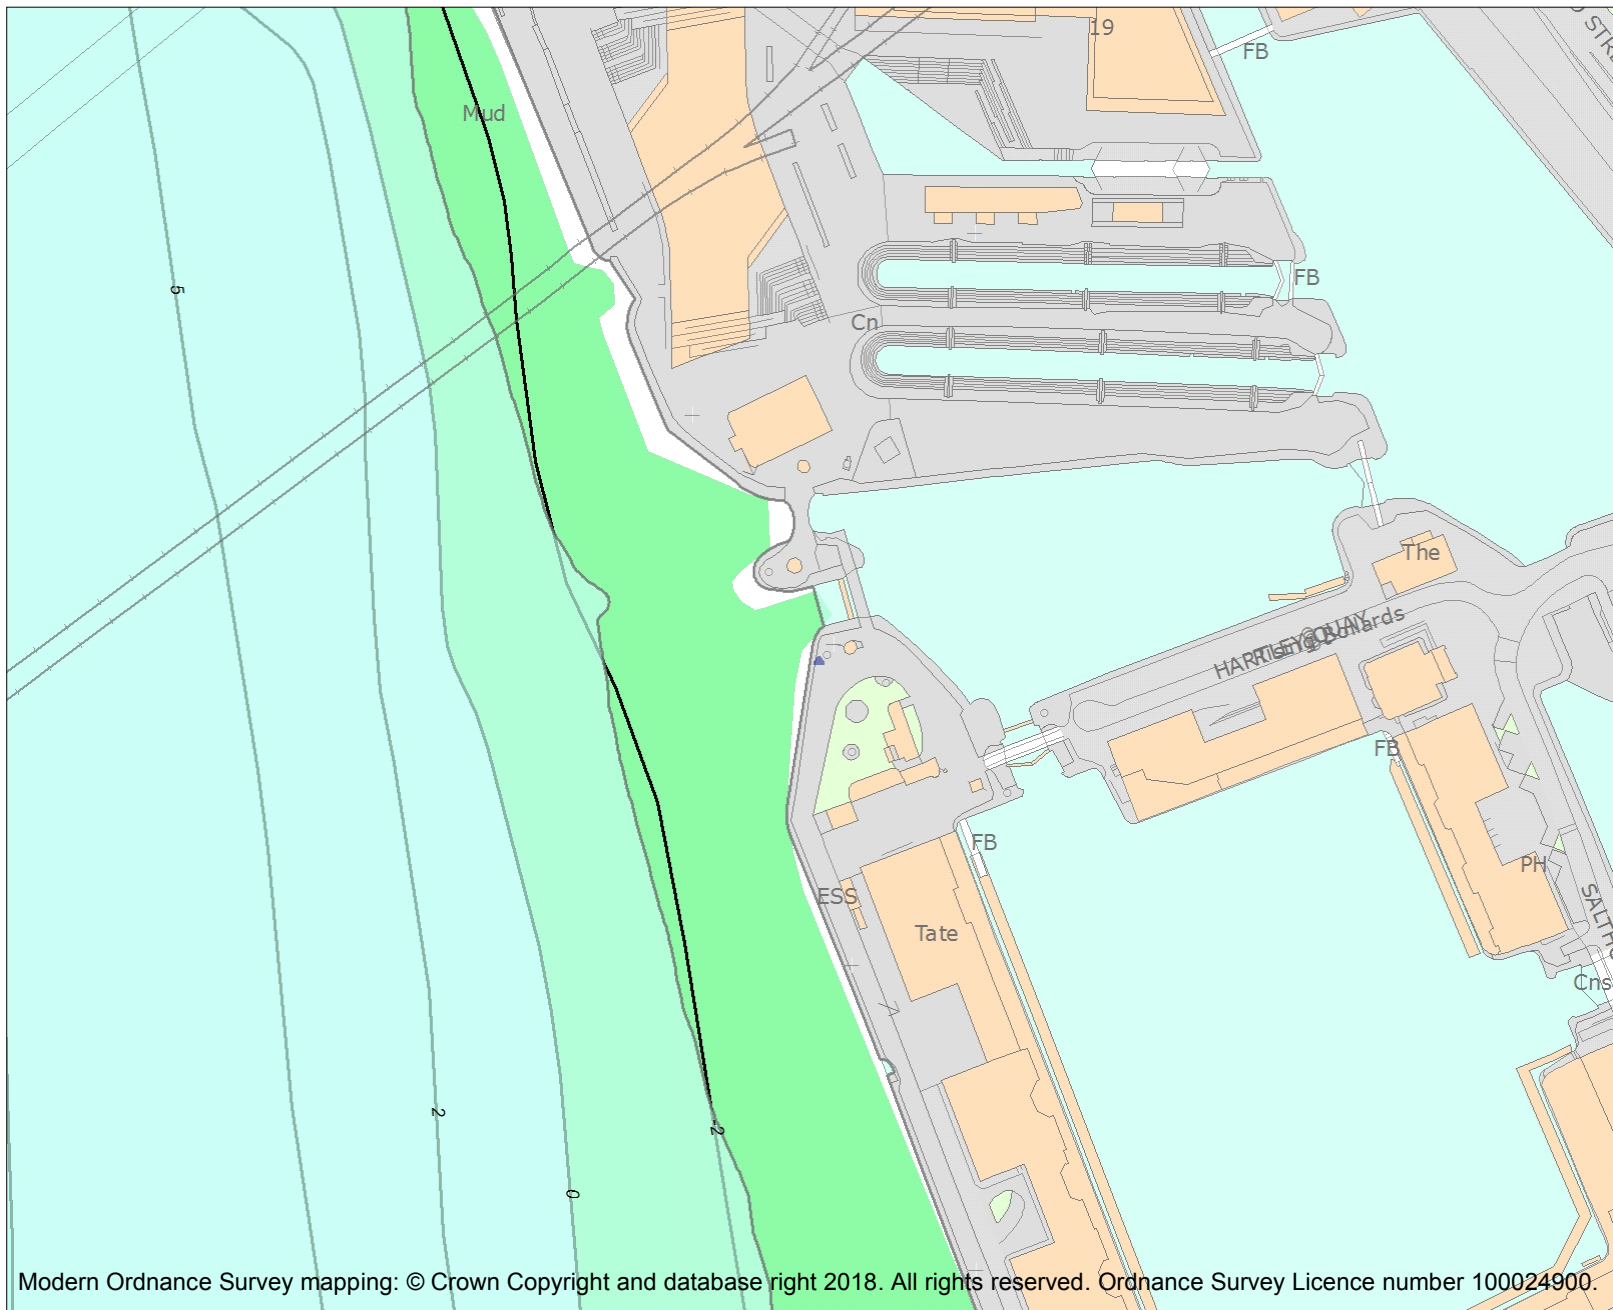 19
FB
Mud
FB
5
Cn
The
HARTLEY QUAY
Rising Bollards
FB
FB
PH
ESS
Tate
Cns
2
-2
0
Modern Ordnance Survey mapping: © Crown Copyright and database right 2018. All rights reserved. Ordnance Survey Licence number 100024900.